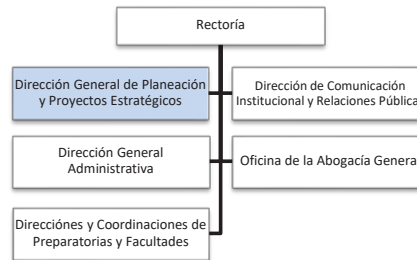 Rectoría
Dirección General de Planeación
y Proyectos Estratégicos
Dirección de Comunicación
Institucional y Relaciones Pública
Dirección General
Administrativa
Oficina de la Abogacía Genera
Direcciónes y Coordinaciones de
Preparatorias y Facultades